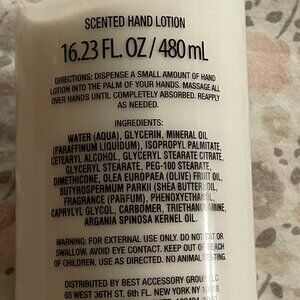 SCENTED HAND LOTION
16.23 FL. OZ / 480 mL
DIRECTIONS: DISPENSE A SMALL AMOUNT OF HAND
LOTION INTO THE PALM OF YOUR HANDS. MASSAGE ALL
OVER HANDS UNTIL COMPLETELY ABSORBED. REAPPLY
AS NEEDED.
INGREDIENTS:
WATER (AQUA), GLYCERIN, MINERAL OIL
(PARAFFINUM LIQUIDUM), ISOPROPYL PALMITATE,
CETEARYL ALCOHOL, GLYCERYL STEARATE CITRATE,
GLYCERYL STEARATE, PEG-100 STEARATE,
DIMETHICONE, OLEA EUROPAEA (OLIVE) FRUIT OIL,
BUTYROSPERMUM PARKII (SHEA BUTTER) OIL,
FRAGRANCE (PARFUM), PHENOXYETHANOL,
CAPRYLYL GLYCOL, CARBOMER, TRIETHANOLAMINE,
ARGANIA SPINOSA KERNEL OIL.
WARNING: FOR EXTERNAL USE ONLY. DO NOT EAT OR
SWALLOW. AVOID EYE CONTACT. KEEP OUT OF REACH
OF CHILDREN. USE AS DIRECTED. NO ANIMAL TESTING.
DISTRIBUTED BY BEST ACCESSORY GROUP LLC
65 WEST 36TH ST. 6TH FL. NEW YORK NY 10018